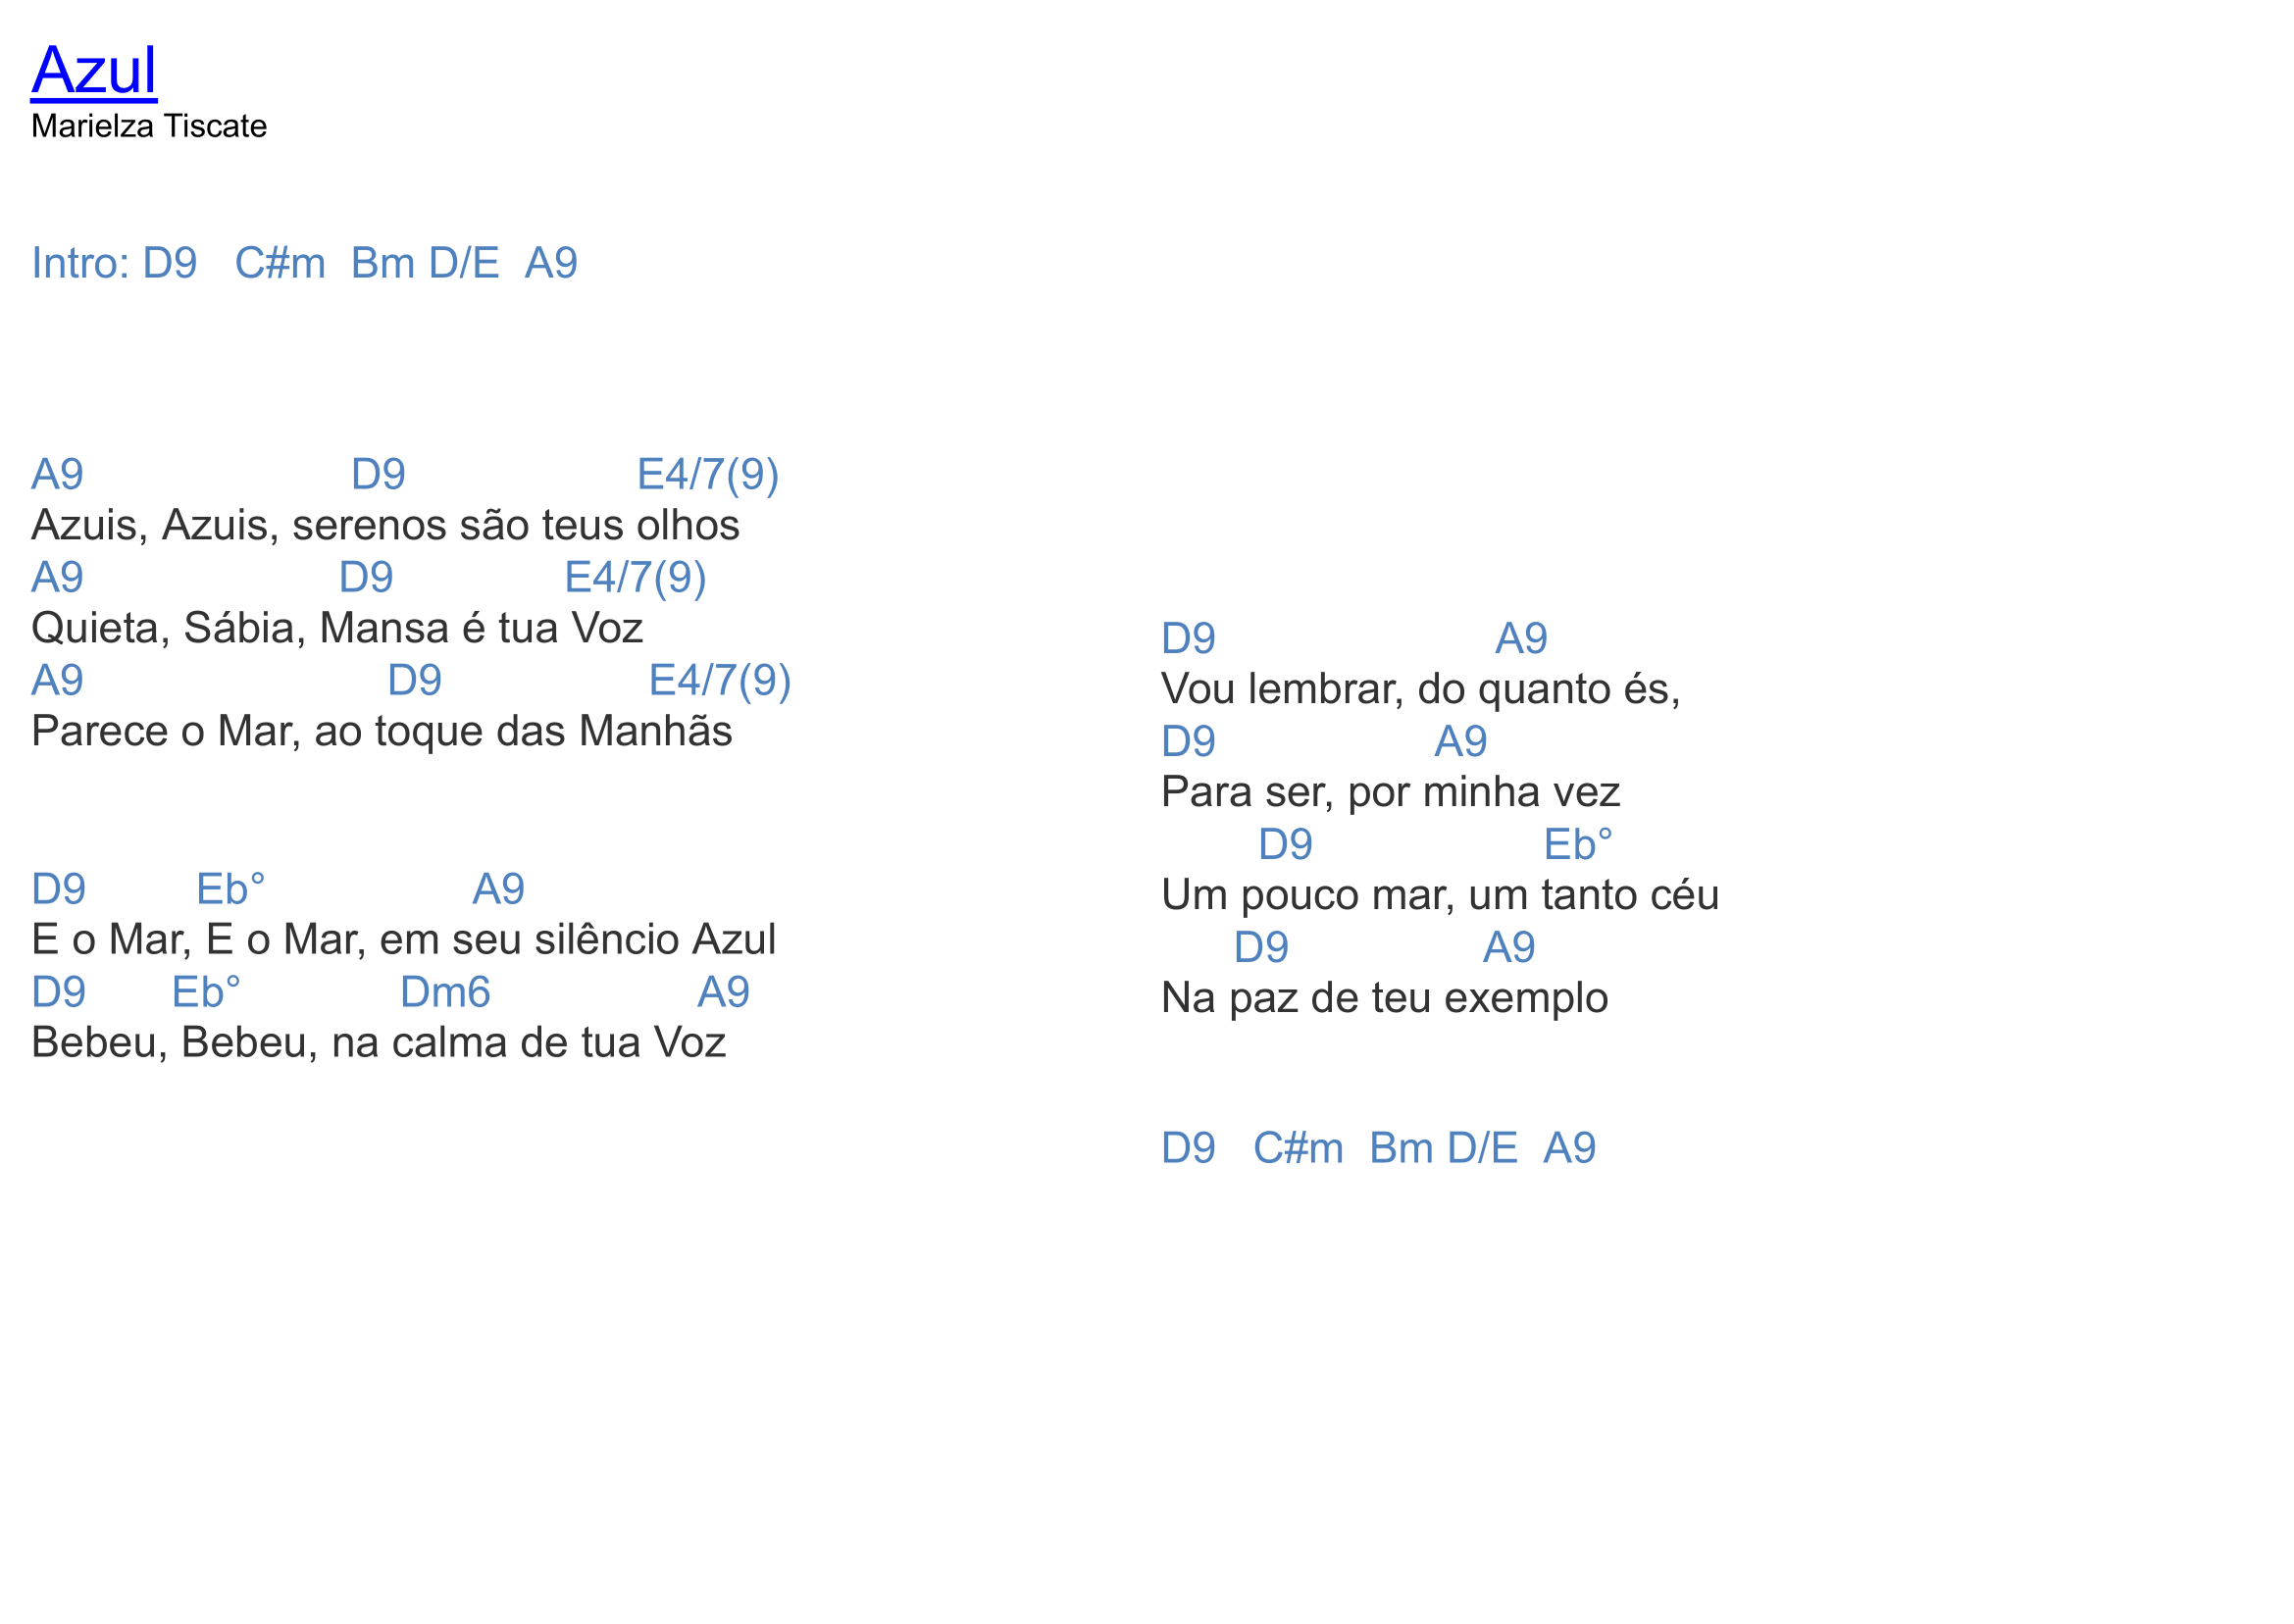 Azul
Marielza Tiscate
Intro: D9   C#m  Bm D/E  A9
A9                      D9                   E4/7(9)
Azuis, Azuis, serenos são teus olhos
A9                     D9              E4/7(9)
Quieta, Sábia, Mansa é tua Voz
A9                         D9                 E4/7(9)
Parece o Mar, ao toque das Manhãs
D9         Eb°                 A9
E o Mar, E o Mar, em seu silêncio Azul
D9       Eb°             Dm6                 A9
Bebeu, Bebeu, na calma de tua Voz
D9                       A9
Vou lembrar, do quanto és,
D9                  A9
Para ser, por minha vez
        D9                   Eb°
Um pouco mar, um tanto céu
      D9                A9
Na paz de teu exemplo
D9   C#m  Bm D/E  A9